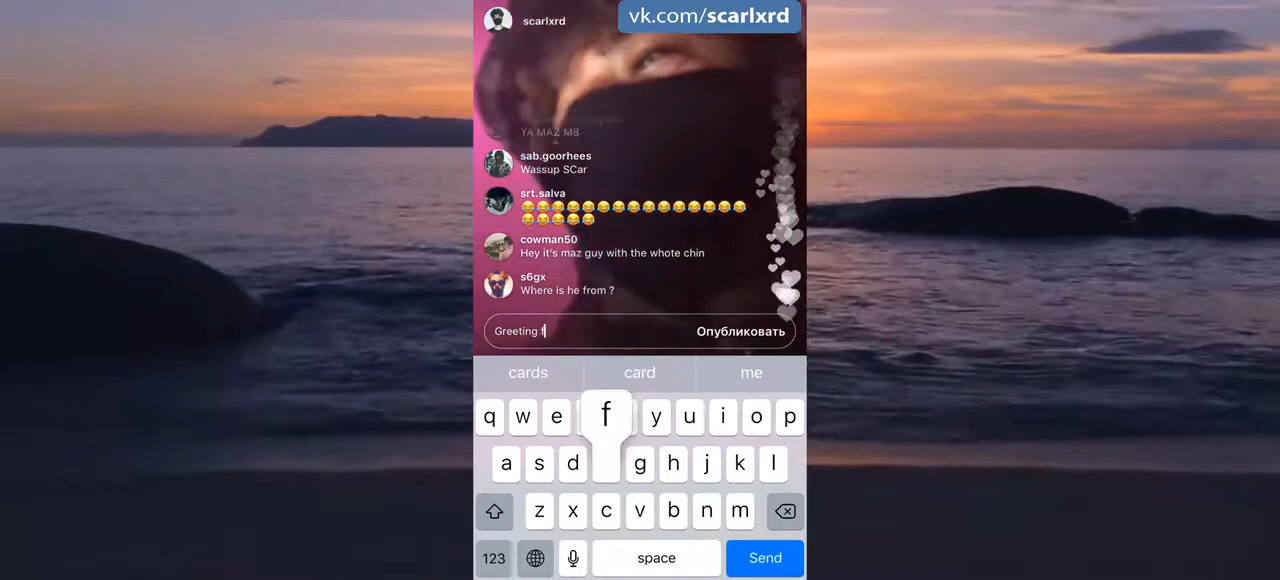 scarlxrd
vk.com/scarlxrd
YA MAZ M8
sab.goorhees
Wassup SCar
srt.salva
😂😂😂😂😂😂😂😂😂😂😂😂😂😂😂
😂😂😂😂😂
cowman50
Hey it's maz guy with the whote chin
s6gx
Where is he from ?
Greeting f
Опубликовать
cards card me
q w e f y u i o p
a s d g h j k l
z x c v b n m
123 space Send